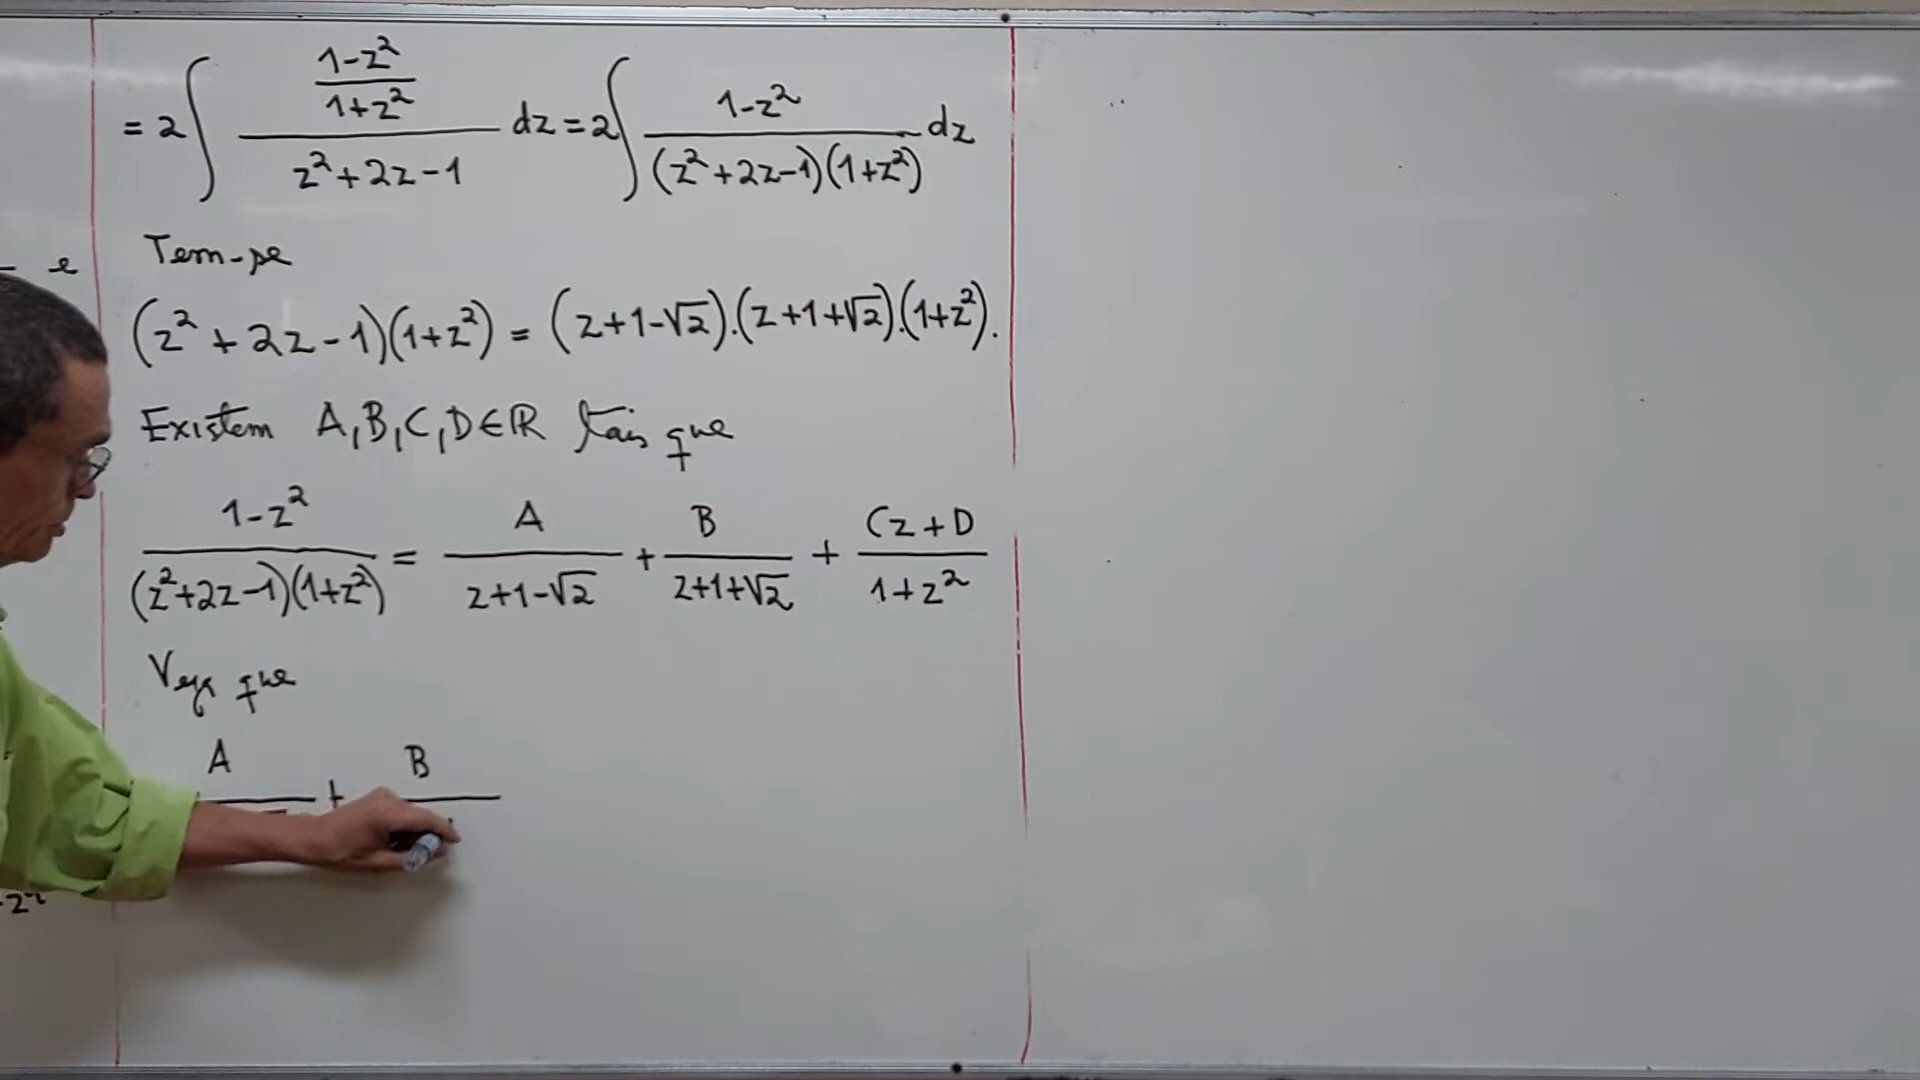 = 2∫ ((1-z²)/(1+z²))/(z²+2z-1) dz = 2∫ (1-z²)/((z²+2z-1)(1+z²)) dz
e
Tem-se
(z²+2z-1)(1+z²) = (z+1-√2).(z+1+√2).(1+z²).
Existem A,B,C,D∈ℝ tais que
(1-z²)/((z²+2z-1)(1+z²)) = A/(z+1-√2) + B/(z+1+√2) + (Cz+D)/(1+z²)
Veja que
A + B